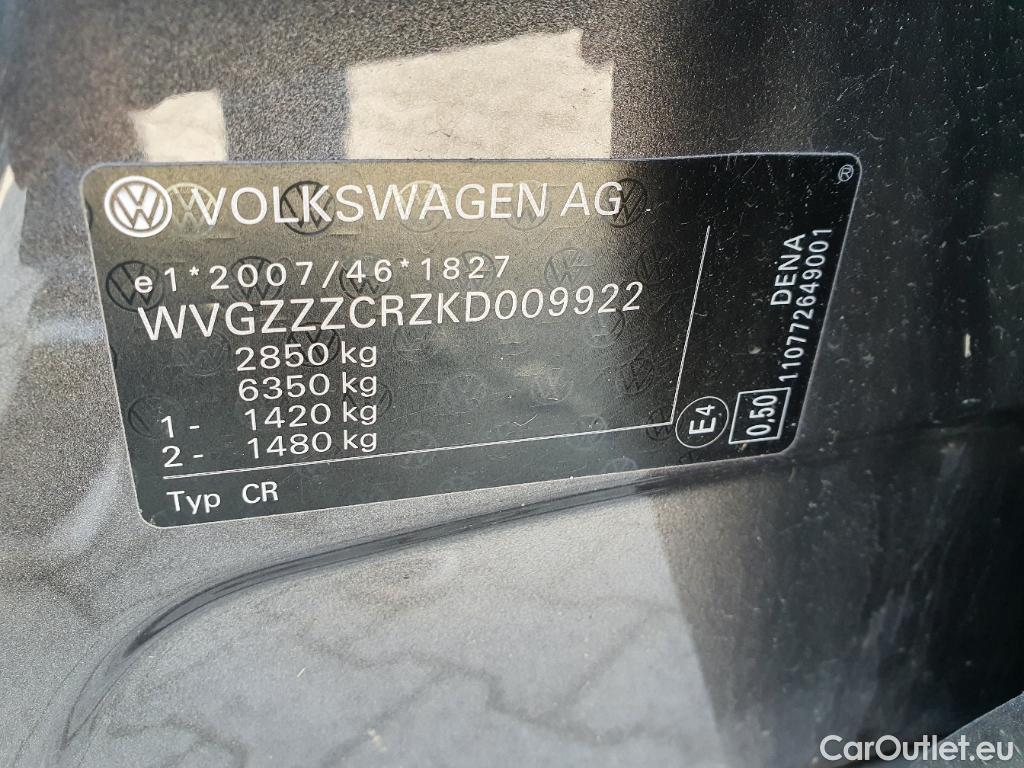 VOLKSWAGEN AG
®
e1*2007/46*1827
WVGZZZCRZKD009922
2850 kg
6350 kg
1- 1420 kg
2- 1480 kg
Typ CR
E4
0,50
DENA
110772649001
CarOutlet.eu